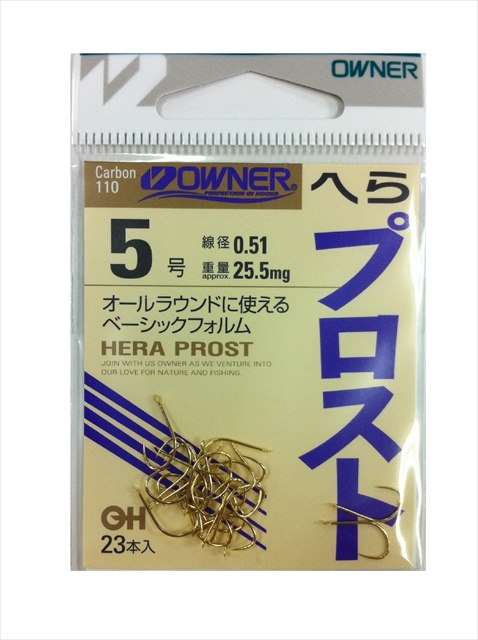 OWNER
Carbon
110
OWNER®
PERFECTION IN HOOKS
へら
プロスト
5号
線径 0.51
重量 approx. 25.5mg
オールラウンドに使える
ベーシックフォルム
HERA PROST
JOIN WITH US OWNER AS WE VENTURE INTO
OUR LOVE FOR NATURE AND FISHING.
OH
23本入